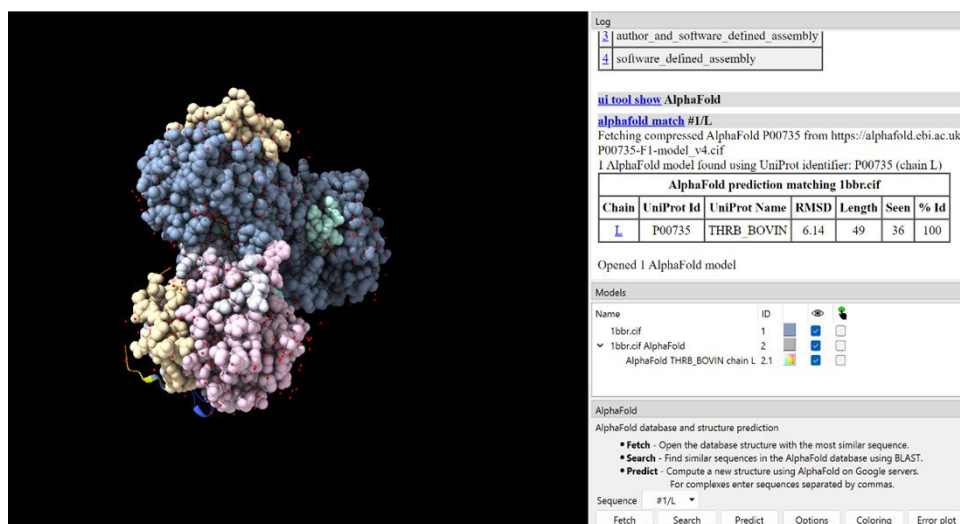 Log
3 author_and_software_defined_assembly
4 software_defined_assembly
ui tool show AlphaFold
alphafold match #1/L
Fetching compressed AlphaFold P00735 from https://alphafold.ebi.ac.uk
P00735-F1-model_v4.cif
1 AlphaFold model found using UniProt identifier: P00735 (chain L)
AlphaFold prediction matching 1bbr.cif
Chain UniProt Id UniProt Name RMSD Length Seen % Id
L P00735 THRB_BOVIN 6.14 49 36 100
Opened 1 AlphaFold model
Models
Name ID
1bbr.cif 1
1bbr.cif AlphaFold 2
AlphaFold THRB_BOVIN chain L 2.1
AlphaFold
AlphaFold database and structure prediction
• Fetch - Open the database structure with the most similar sequence.
• Search - Find similar sequences in the AlphaFold database using BLAST.
• Predict - Compute a new structure using AlphaFold on Google servers.
For complexes enter sequences separated by commas.
Sequence #1/L
Fetch Search Predict Options Coloring Error plot